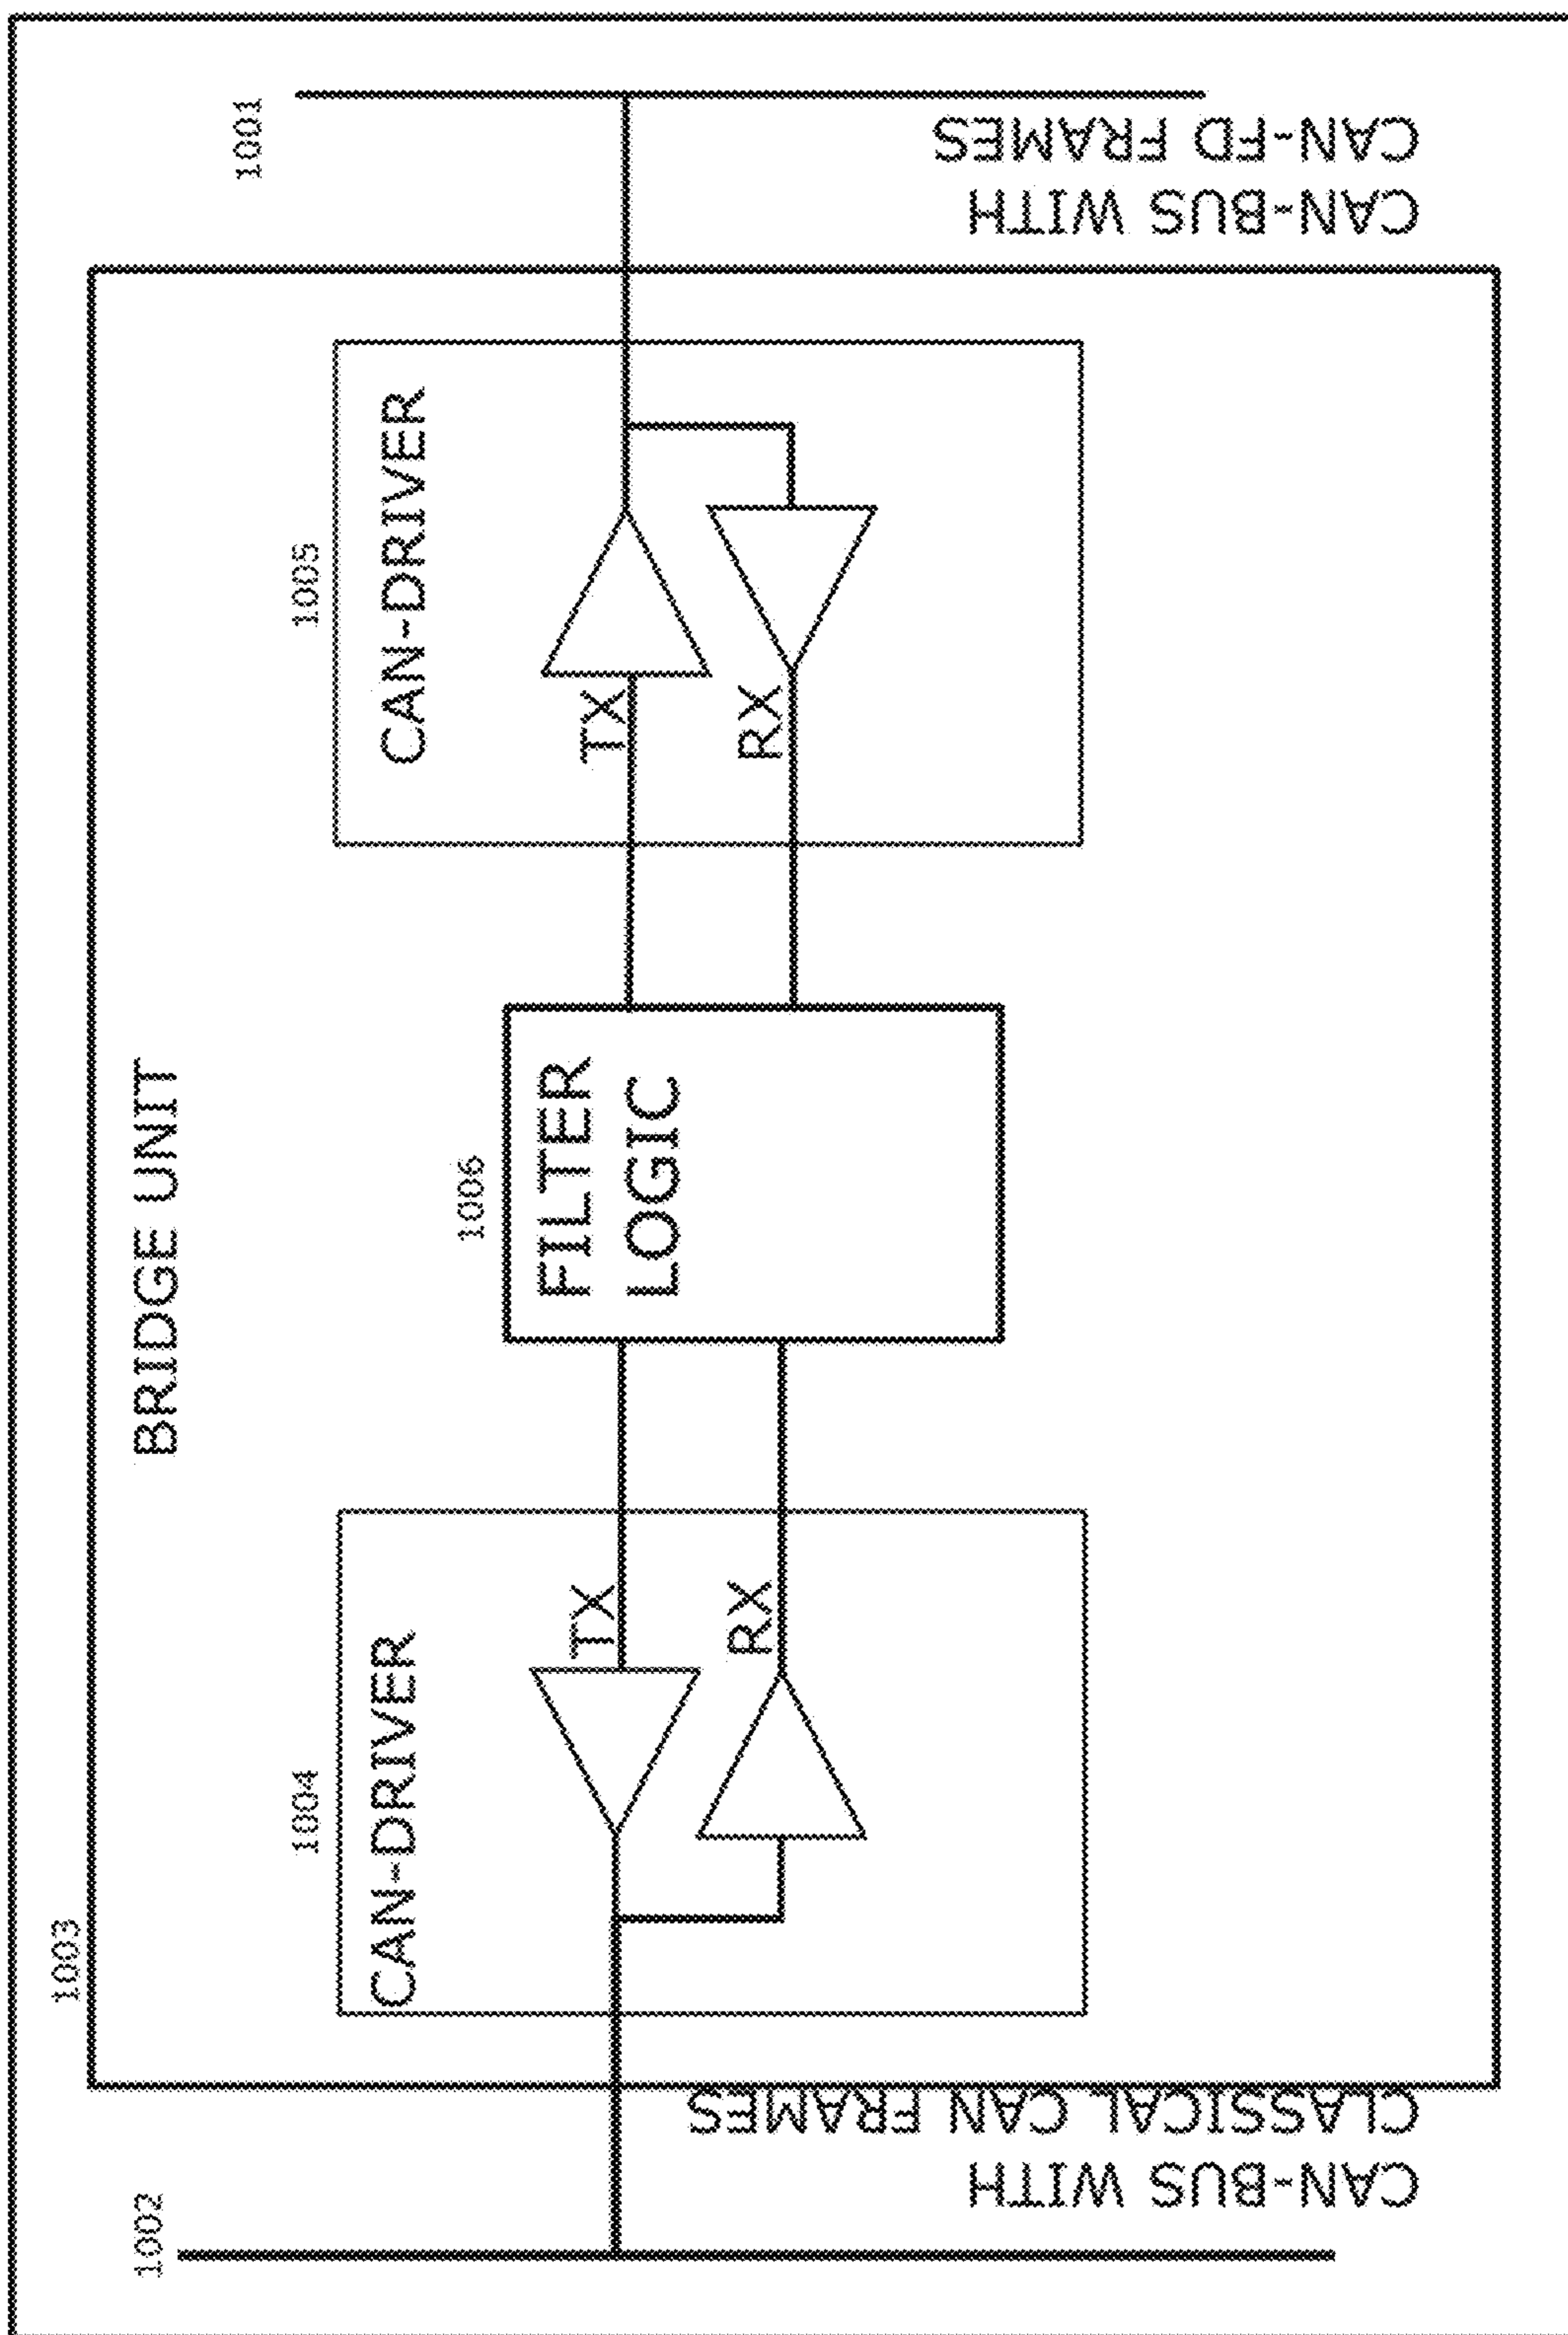 1003
BRIDGE UNIT
1002
1004
CAN-DRIVER
TX
RX
1006
FILTER
LOGIC
1005
CAN-DRIVER
TX
RX
1001
CAN-BUS WITH
CLASSICAL CAN FRAMES
CAN-BUS WITH
CAN-FD FRAMES